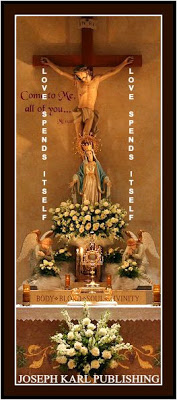 Come to Me,
all of you...
LOVE SPENDS ITSELF
LOVE SPENDS ITSELF
BODY BLOOD SOUL DIVINITY
JOSEPH KARL PUBLISHING